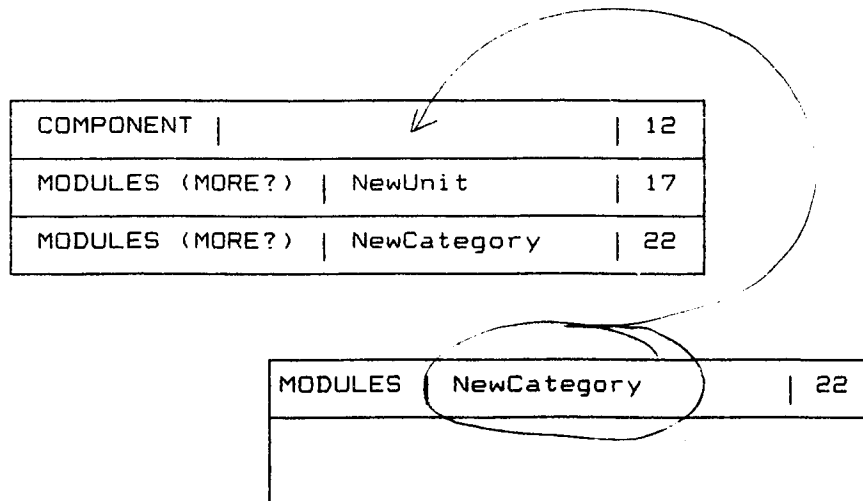 COMPONENT | | 12
MODULES (MORE?) | NewUnit | 17
MODULES (MORE?) | NewCategory | 22
MODULES | NewCategory | 22